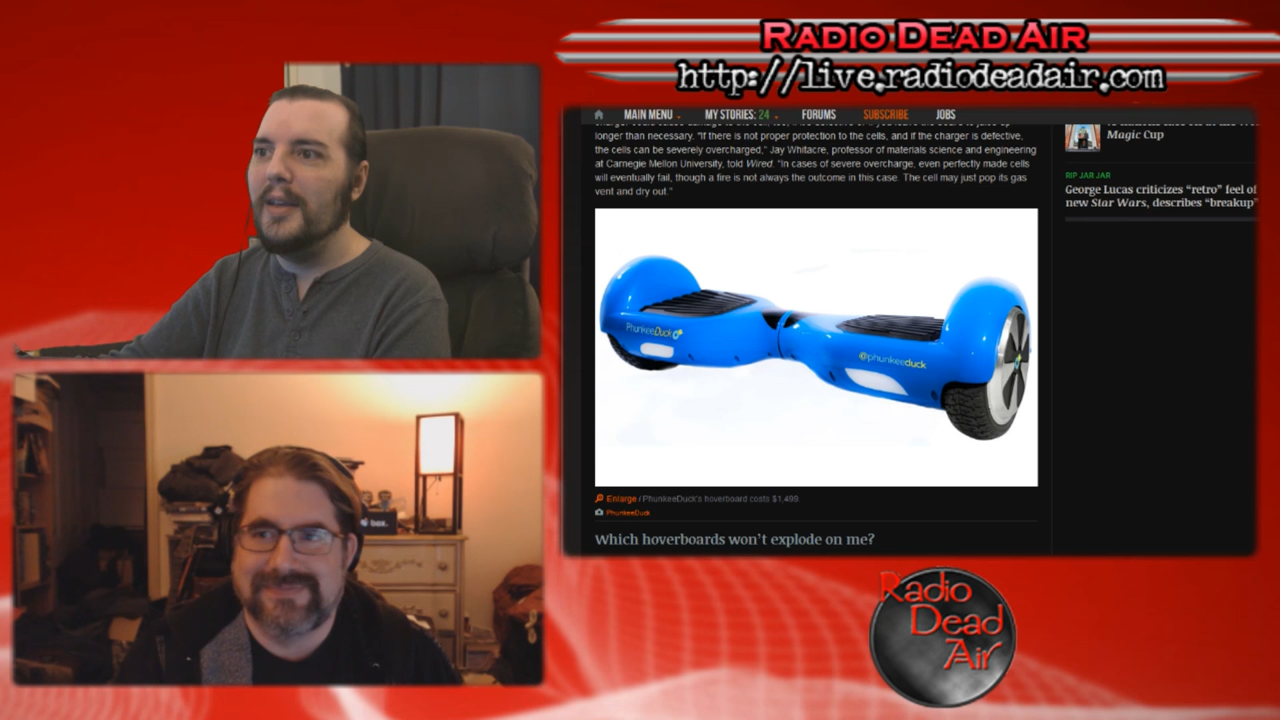 RADIO DEAD AIR
http://live.radiodeadair.com
MAIN MENU
MY STORIES: 24
FORUMS
SUBSCRIBE
JOBS
longer than necessary. "If there is not proper protection to the cells, and if the charger is defective,
the cells can be severely overcharged," Jay Whitacre, professor of materials science and engineering
at Carnegie Mellon University, told Wired. "In cases of severe overcharge, even perfectly made cells
will eventually fail, though a fire is not always the outcome in this case. The cell may just pop its gas
vent and dry out."
Magic Cup
RIP JAR JAR
George Lucas criticizes "retro" feel of
new Star Wars, describes "breakup"
PhunkeeDuck
@phunkeeduck
Enlarge / PhunkeeDuck's hoverboard costs $1,499.
PhunkeeDuck
Which hoverboards won't explode on me?
box.
Radio
Dead
Air